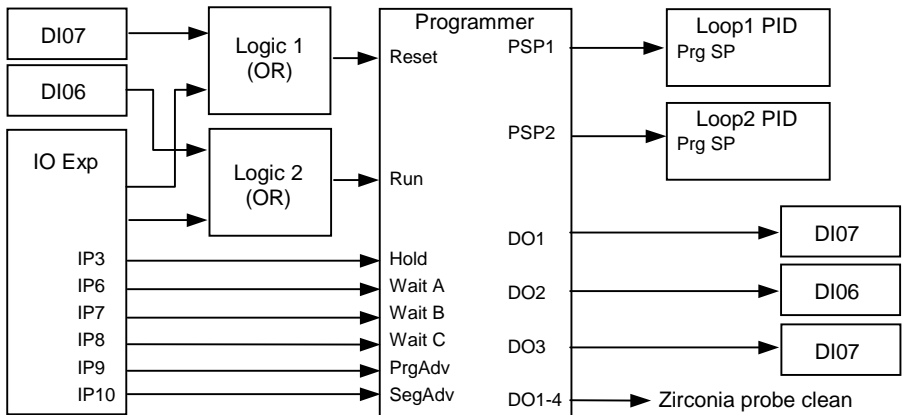 DI07
DI06
IO Exp
IP3
IP6
IP7
IP8
IP9
IP10
Logic 1
(OR)
Logic 2
(OR)
Programmer
Reset
Run
Hold
Wait A
Wait B
Wait C
PrgAdv
SegAdv
PSP1
PSP2
DO1
DO2
DO3
DO1-4
Loop1 PID
Prg SP
Loop2 PID
Prg SP
DI07
DI06
DI07
Zirconia probe clean